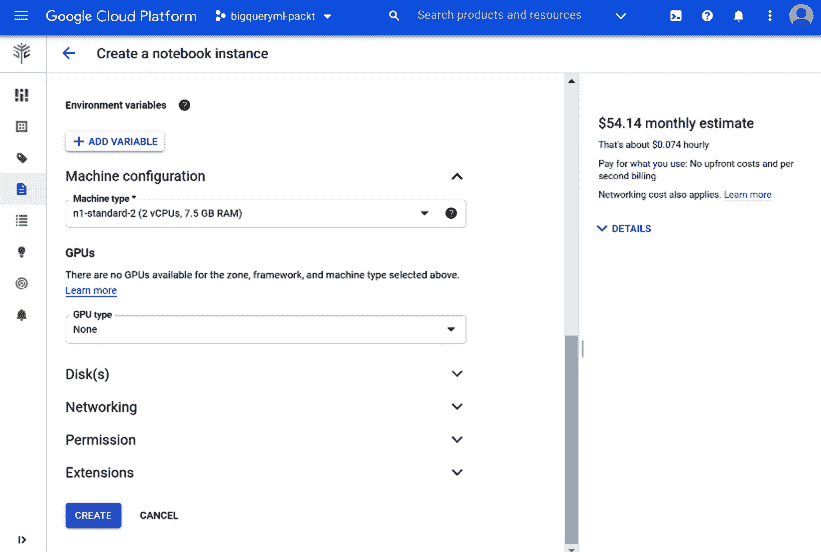 Google Cloud Platform
bigqueryml-packt
Search products and resources
Create a notebook instance
Environment variables
ADD VARIABLE
Machine configuration
Machine type *
n1-standard-2 (2 vCPUs, 7.5 GB RAM)
GPUs
There are no GPUs available for the zone, framework, and machine type selected above.
Learn more
GPU type
None
Disk(s)
Networking
Permission
Extensions
CREATE
CANCEL
$54.14 monthly estimate
That's about $0.074 hourly
Pay for what you use: No upfront costs and per
second billing
Networking cost also applies. Learn more
DETAILS